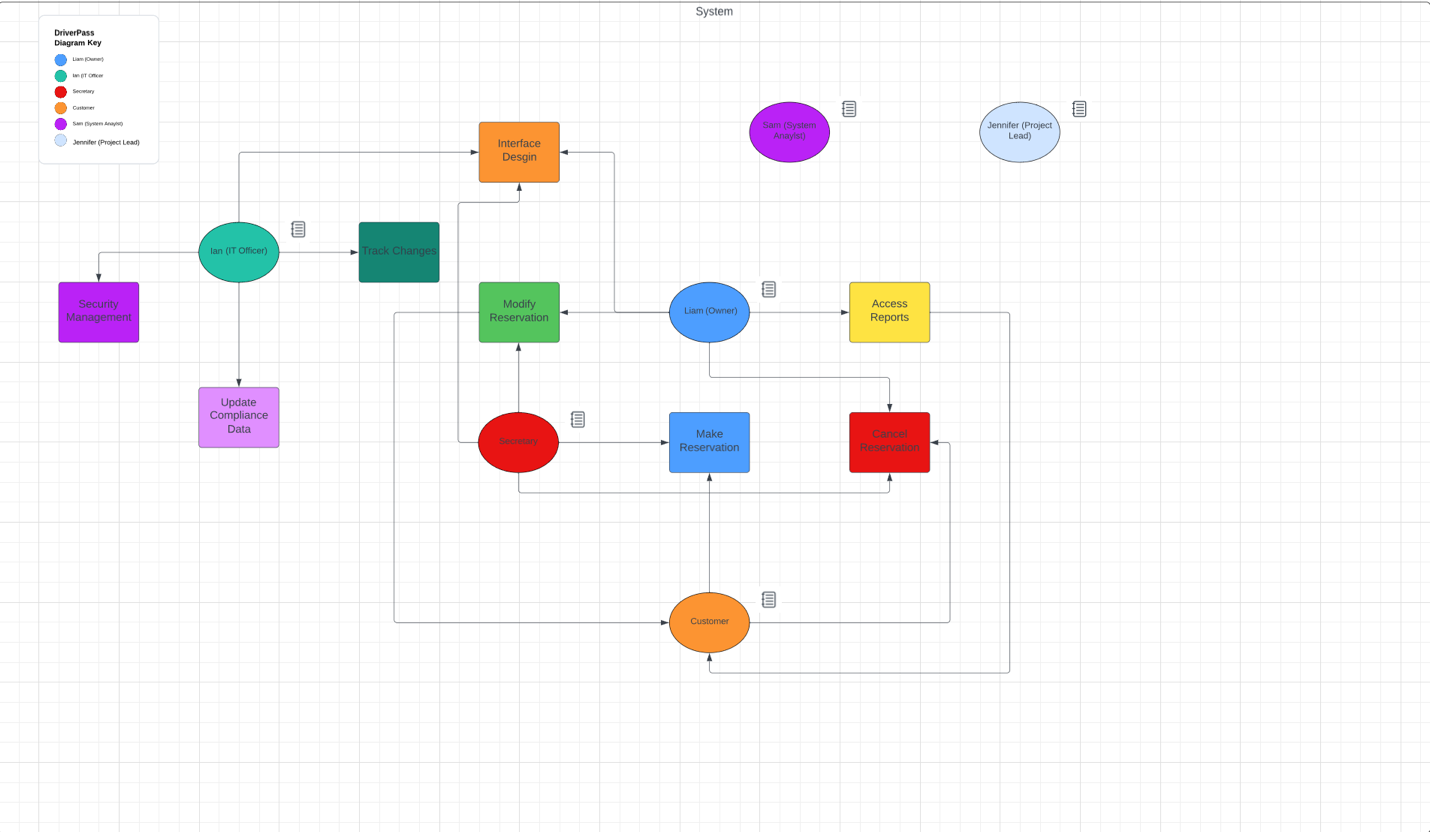 System
DriverPass
Diagram Key
Liam (Owner)
Ian (IT Officer
Secretary
Customer
Sam (System Anaylst)
Jennifer (Project Lead)
Sam (System
Anaylst)
Jennifer (Project
Lead)
Interface
Desgin
Ian (IT Officer)
Track Changes
Security
Management
Modify
Reservation
Liam (Owner)
Access
Reports
Update
Compliance
Data
Secretary
Make
Reservation
Cancel
Reservation
Customer